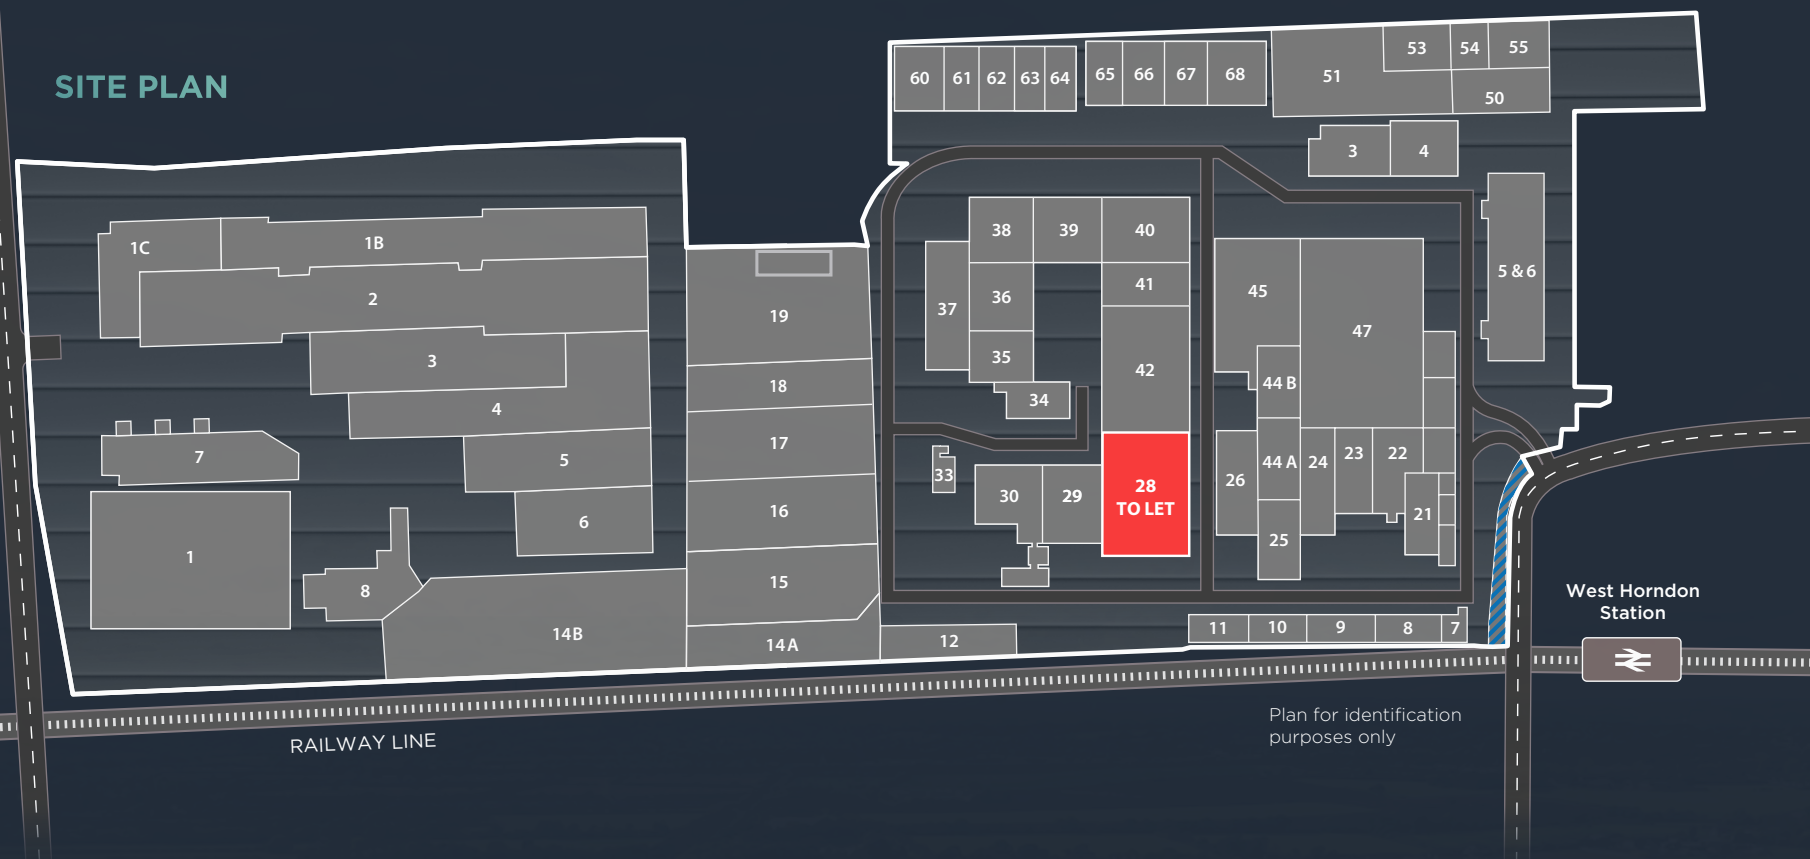 SITE PLAN
60 61 62 63 64 65 66 67 68 51 53 54 55
50
3 4
1C 1B
2
3
4
5
6
7
1
8
14B
19
18
17
16
15
14A
12
38 39 40
37 36 41
35 42
34
33 30 29
28
TO LET
45 47
44 B
44 A
26 24 23 22
25 21
5 & 6
11 10 9 8 7
West Horndon
Station
Plan for identification
purposes only
RAILWAY LINE